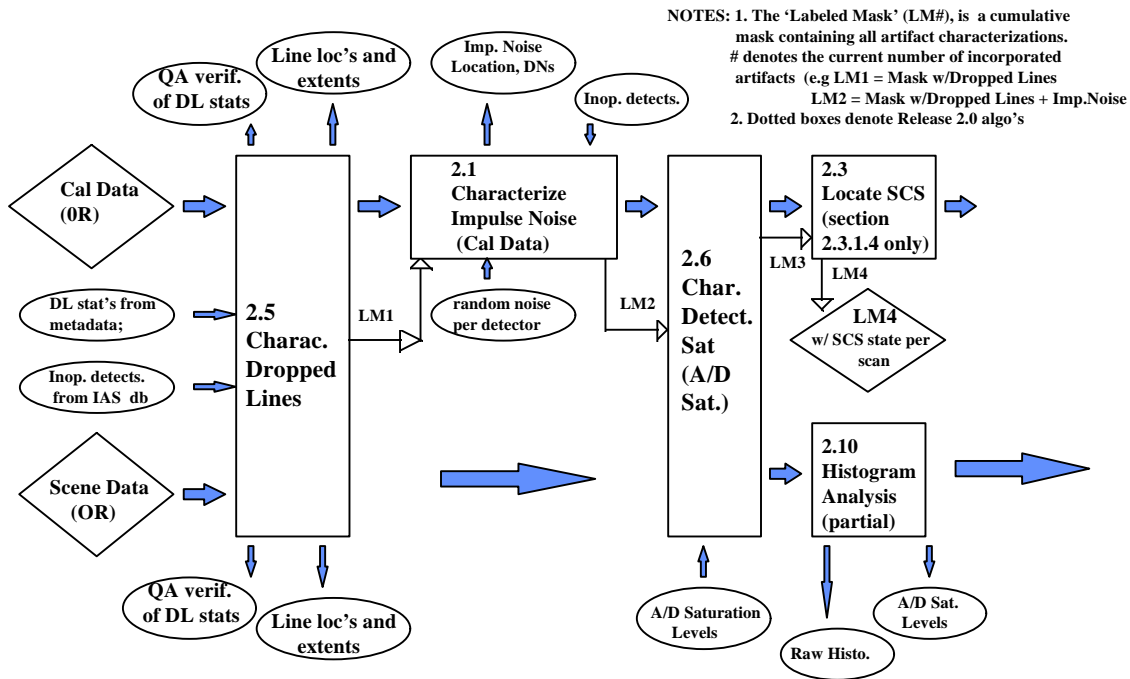 NOTES: 1. The ‘Labeled Mask’ (LM#), is a cumulative
mask containing all artifact characterizations.
# denotes the current number of incorporated
artifacts (e.g LM1 = Mask w/Dropped Lines
LM2 = Mask w/Dropped Lines + Imp.Noise
2. Dotted boxes denote Release 2.0 algo's
QA verif.
of DL stats
Line loc's and
extents
Imp. Noise
Location, DNs
Inop. detects.
Cal Data
(0R)
DL stat's from
metadata;
Inop. detects.
from IAS db
Scene Data
(OR)
2.5
Charac.
Dropped
Lines
LM1
2.1
Characterize
Impulse Noise
(Cal Data)
random noise
per detector
LM2
2.6
Char.
Detect.
Sat
(A/D
Sat.)
LM3
2.3
Locate SCS
(section
2.3.1.4 only)
LM4
LM4
w/ SCS state per
scan
2.10
Histogram
Analysis
(partial)
QA verif.
of DL stats
Line loc's and
extents
A/D Saturation
Levels
Raw Histo.
A/D Sat.
Levels